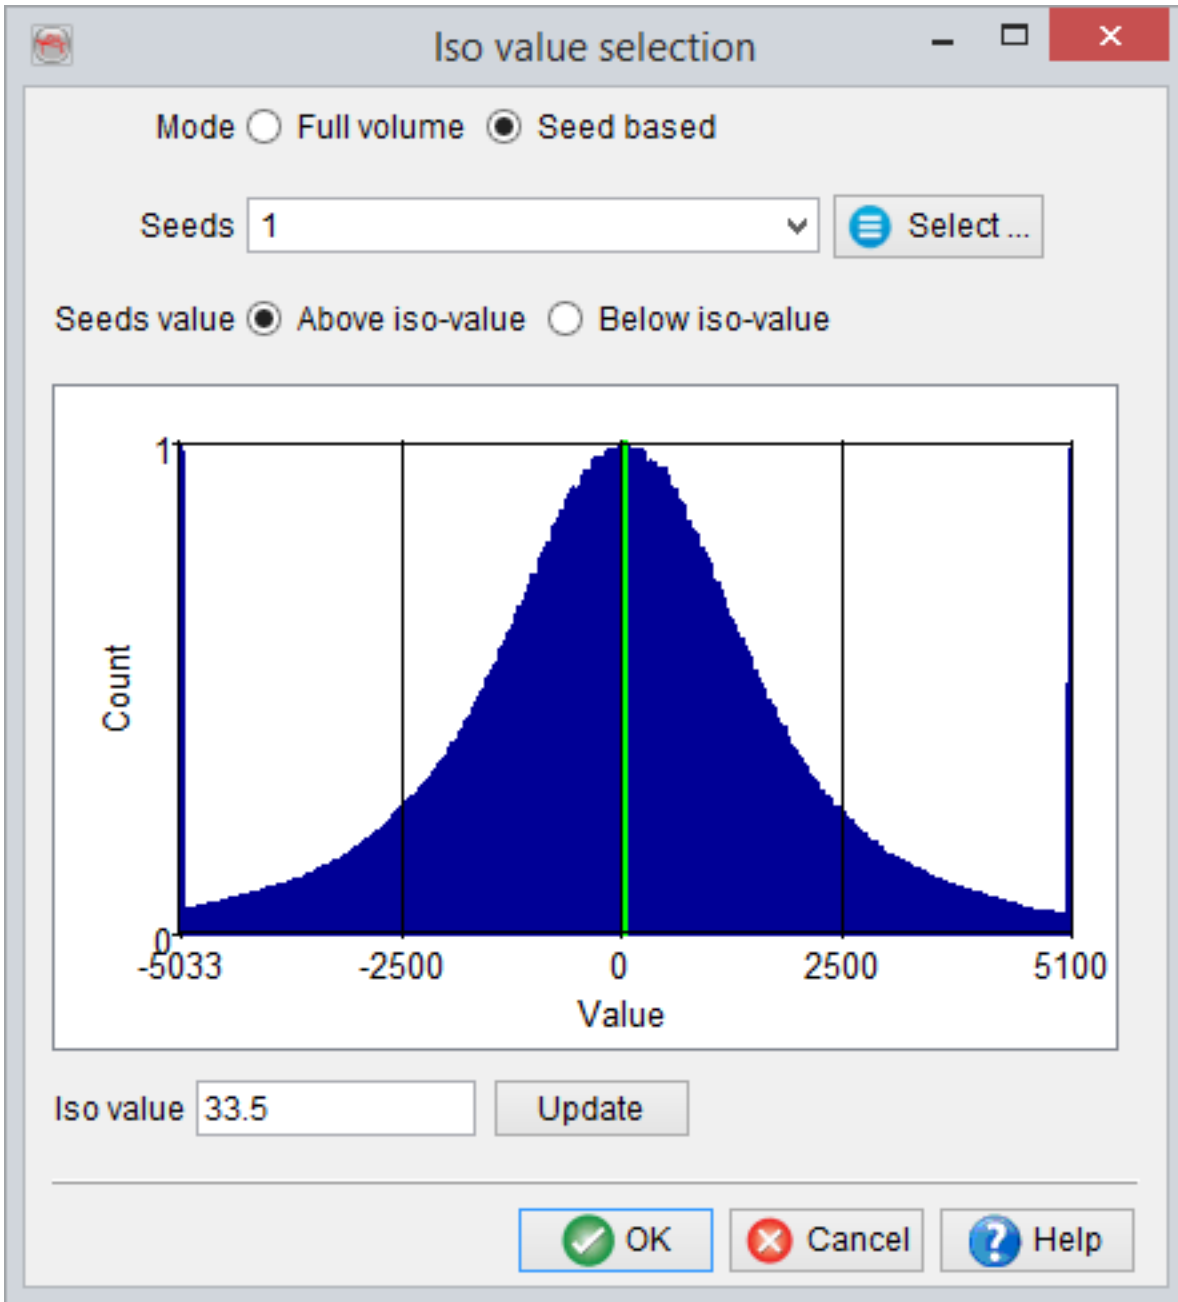 Iso value selection
Mode Full volume Seed based
Seeds 1 Select ...
Seeds value Above iso-value Below iso-value
1
Count
0
-5033 -2500 0 2500 5100
Value
Iso value 33.5 Update
OK Cancel Help